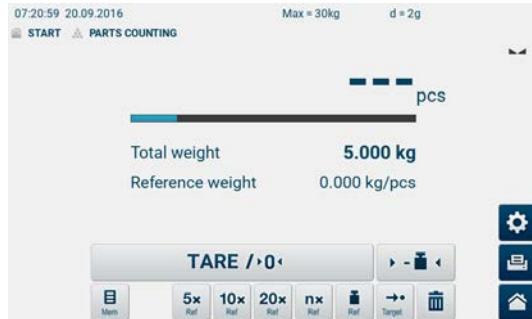 07:20:59 20.09.2016 Max = 30kg d = 2g
START PARTS COUNTING
--- pcs
Total weight 5.000 kg
Reference weight 0.000 kg/pcs
TARE /›0‹ › - ‹
Mem 5x Ref 10x Ref 20x Ref nx Ref Ref Target